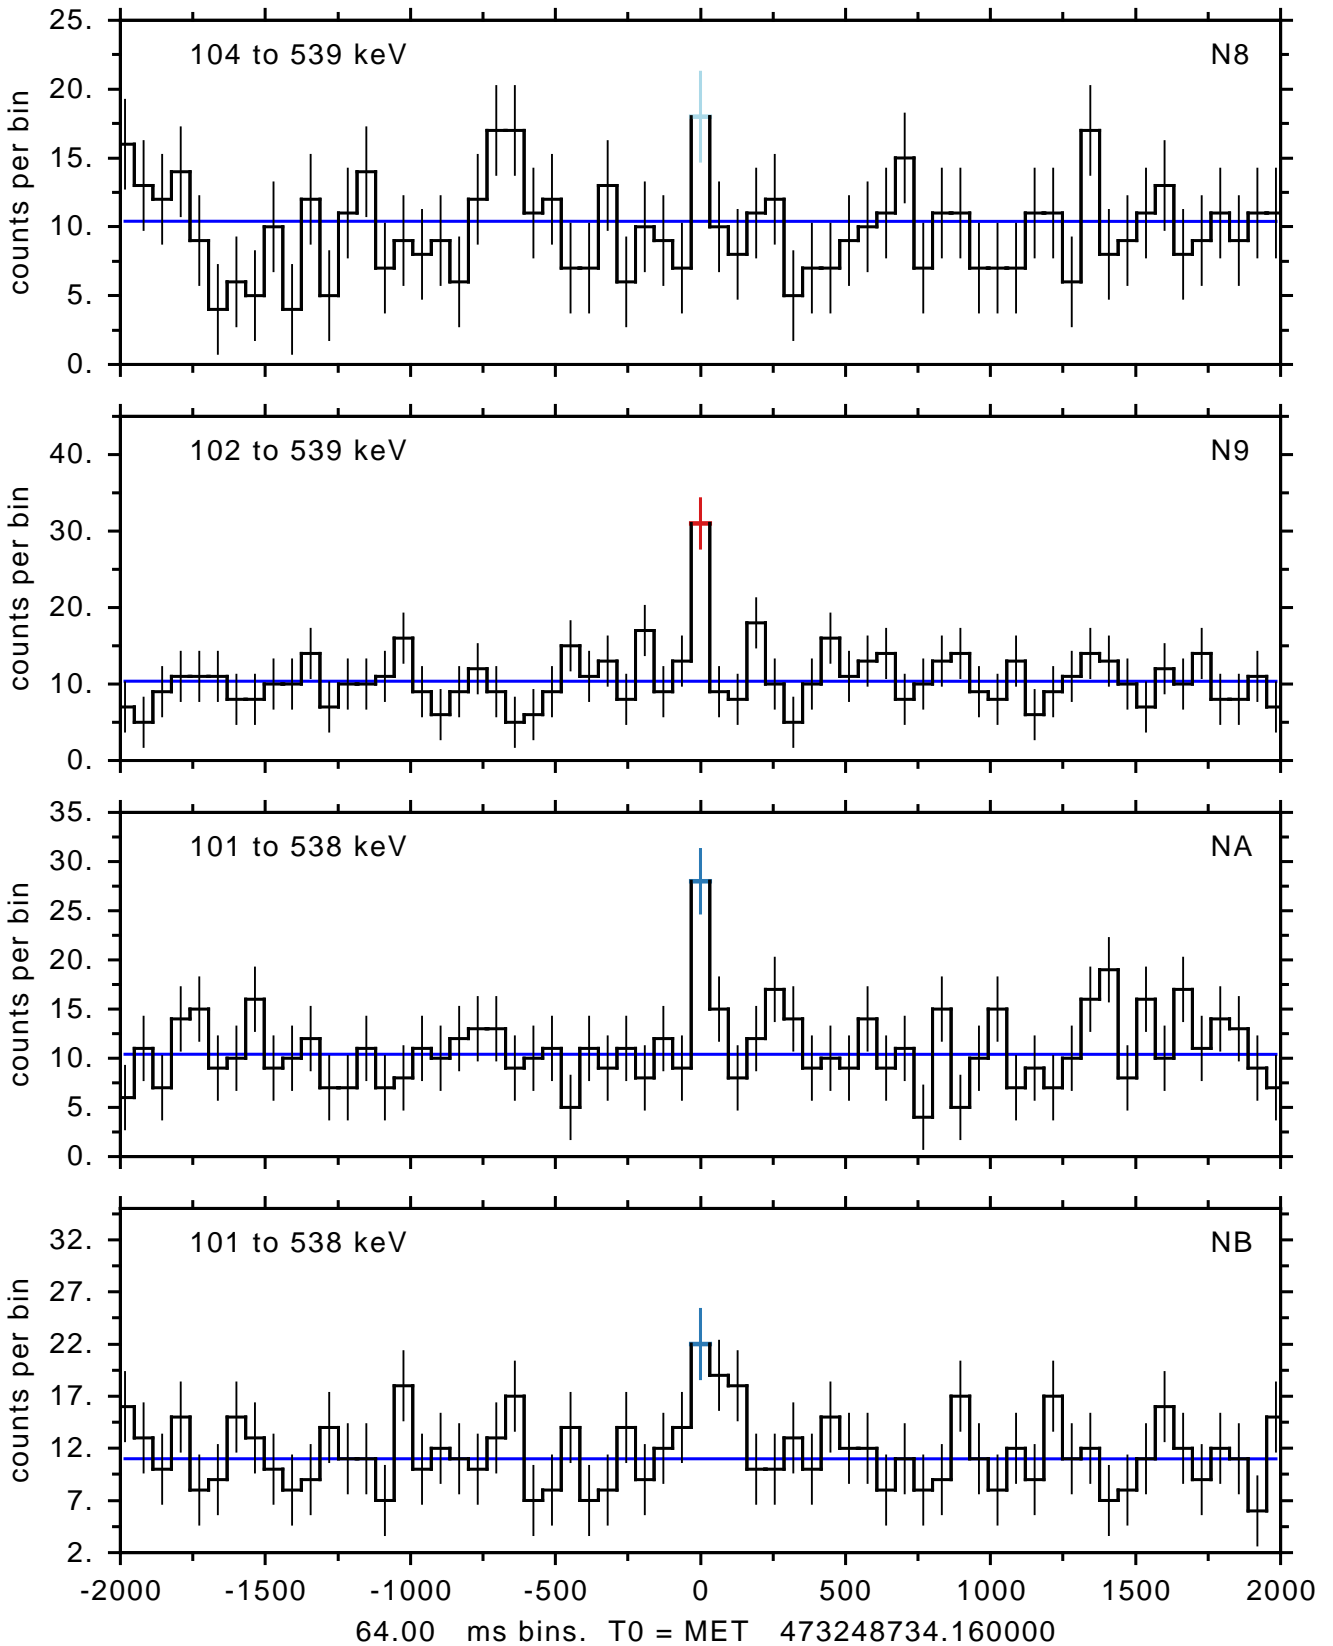 25.
104 to 539 keV N8
20.
15.
10.
5.
0.
counts per bin
102 to 539 keV N9
40.
30.
20.
10.
0.
counts per bin
35.
101 to 538 keV NA
30.
25.
20.
15.
10.
5.
0.
counts per bin
101 to 538 keV NB
32.
27.
22.
17.
12.
7.
2.
counts per bin
-2000 -1500 -1000 -500 0 500 1000 1500 2000
64.00 ms bins. T0 = MET 473248734.160000